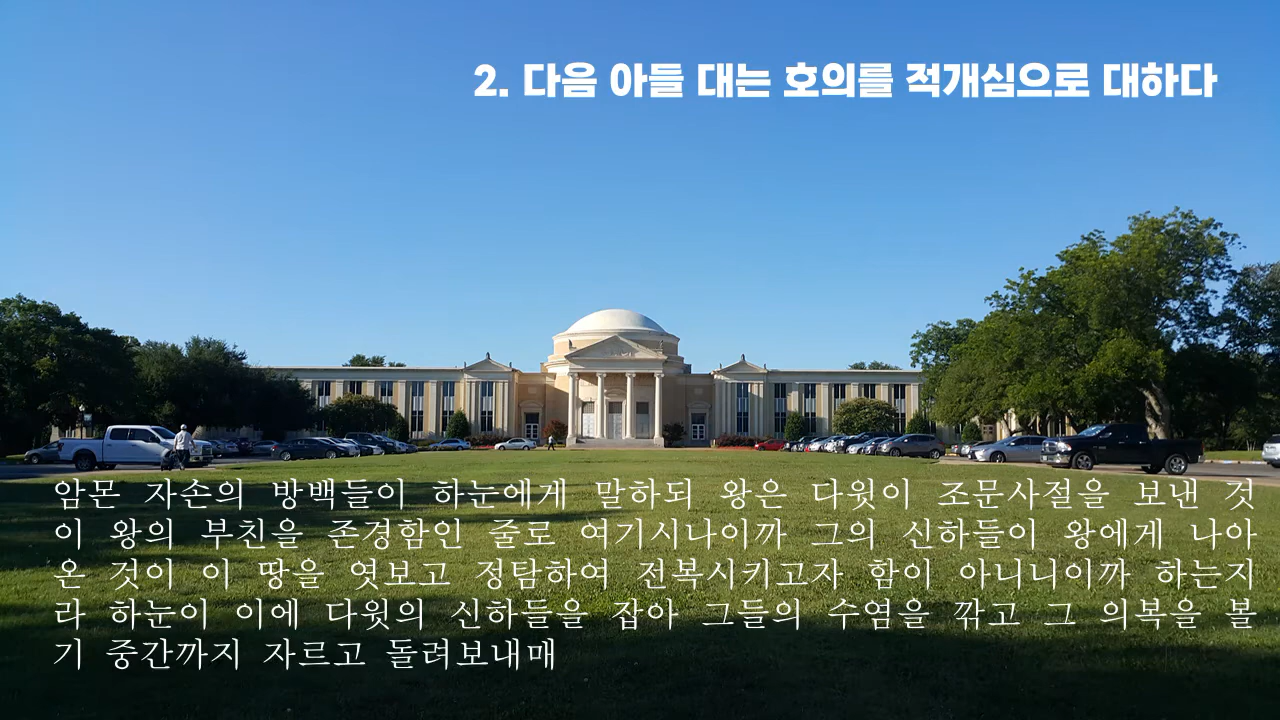 2. 다음 아들 대는 호의를 적개심으로 대하다
암몬 자손의 방백들이 하눈에게 말하되 왕은 다윗이 조문사절을 보낸 것
이 왕의 부친을 존경함인 줄로 여기시나이까 그의 신하들이 왕에게 나아
온 것이 이 땅을 엿보고 정탐하여 전복시키고자 함이 아니니이까 하는지
라 하눈이 이에 다윗의 신하들을 잡아 그들의 수염을 깎고 그 의복을 볼
기 중간까지 자르고 돌려보내매